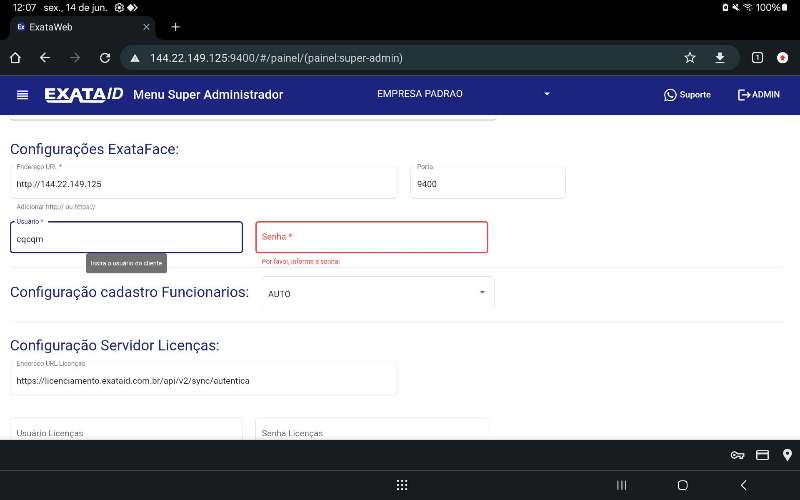 12:07 sex., 14 de jun.
100%
Ex ExataWeb
144.22.149.125:9400/#/painel/(painel:super-admin)
1
EXATAID Menu Super Administrador
EMPRESA PADRAO
Suporte
ADMIN
Configurações ExataFace:
Endereço URL *
http://144.22.149.125
Porta
9400
Adicionar http:// ou https://
Usuário *
cqcqm
Senha *
Insira o usuário do cliente
Por favor, informe a senha!
Configuração cadastro Funcionarios:
AUTO
Configuração Servidor Licenças:
Endereço URL Licenças
https://licenciamento.exataid.com.br/api/v2/sync/autentica
Usuário Licenças
Senha Licenças